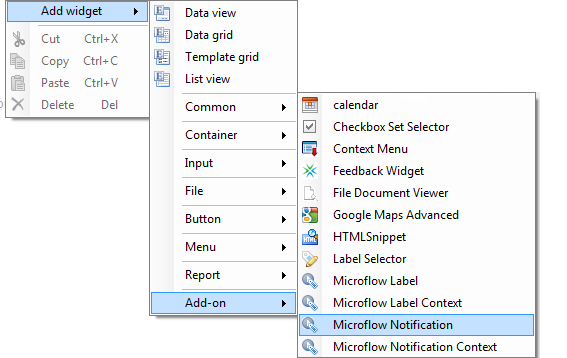 Add widget
Cut Ctrl+X
Copy Ctrl+C
Paste Ctrl+V
Delete Del
Data view
Data grid
Template grid
List view
Common
Container
Input
File
Button
Menu
Report
Add-on
calendar
Checkbox Set Selector
Context Menu
Feedback Widget
File Document Viewer
Google Maps Advanced
HTMLSnippet
Label Selector
Microflow Label
Microflow Label Context
Microflow Notification
Microflow Notification Context